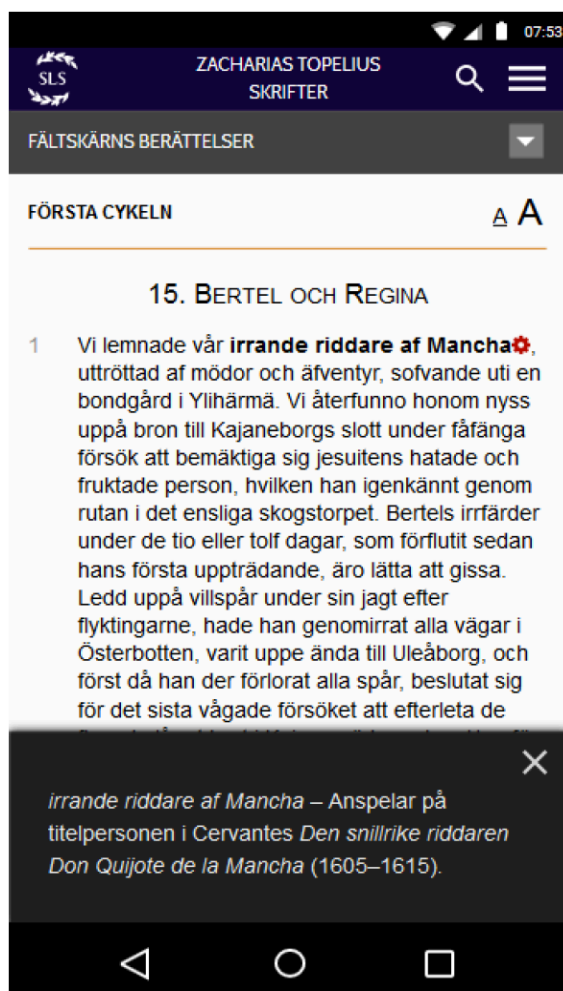 07:53
SLS
ZACHARIAS TOPELIUS
SKRIFTER
FÄLTSKÄRNS BERÄTTELSER
FÖRSTA CYKELN
A A
15. BERTEL OCH REGINA
1 Vi lemnade vår irrande riddare af Mancha,
uttröttad af mödor och äfventyr, sofvande uti en
bondgård i Ylihärmä. Vi återfunno honom nyss
uppå bron till Kajaneborgs slott under fåfänga
försök att bemäktiga sig jesuitens hatade och
fruktade person, hvilken han igenkännt genom
rutan i det ensliga skogstorpet. Bertels irrfärder
under de tio eller tolf dagar, som förflutit sedan
hans första uppträdande, äro lätta att gissa.
Ledd uppå villspår under sin jagt efter
flyktingarne, hade han genomirrat alla vägar i
Österbotten, varit uppe ända till Uleåborg, och
först då han der förlorat alla spår, beslutat sig
för det sista vågade försöket att efterleta de
irrande riddare af Mancha – Anspelar på
titelpersonen i Cervantes Den snillrike riddaren
Don Quijote de la Mancha (1605–1615).